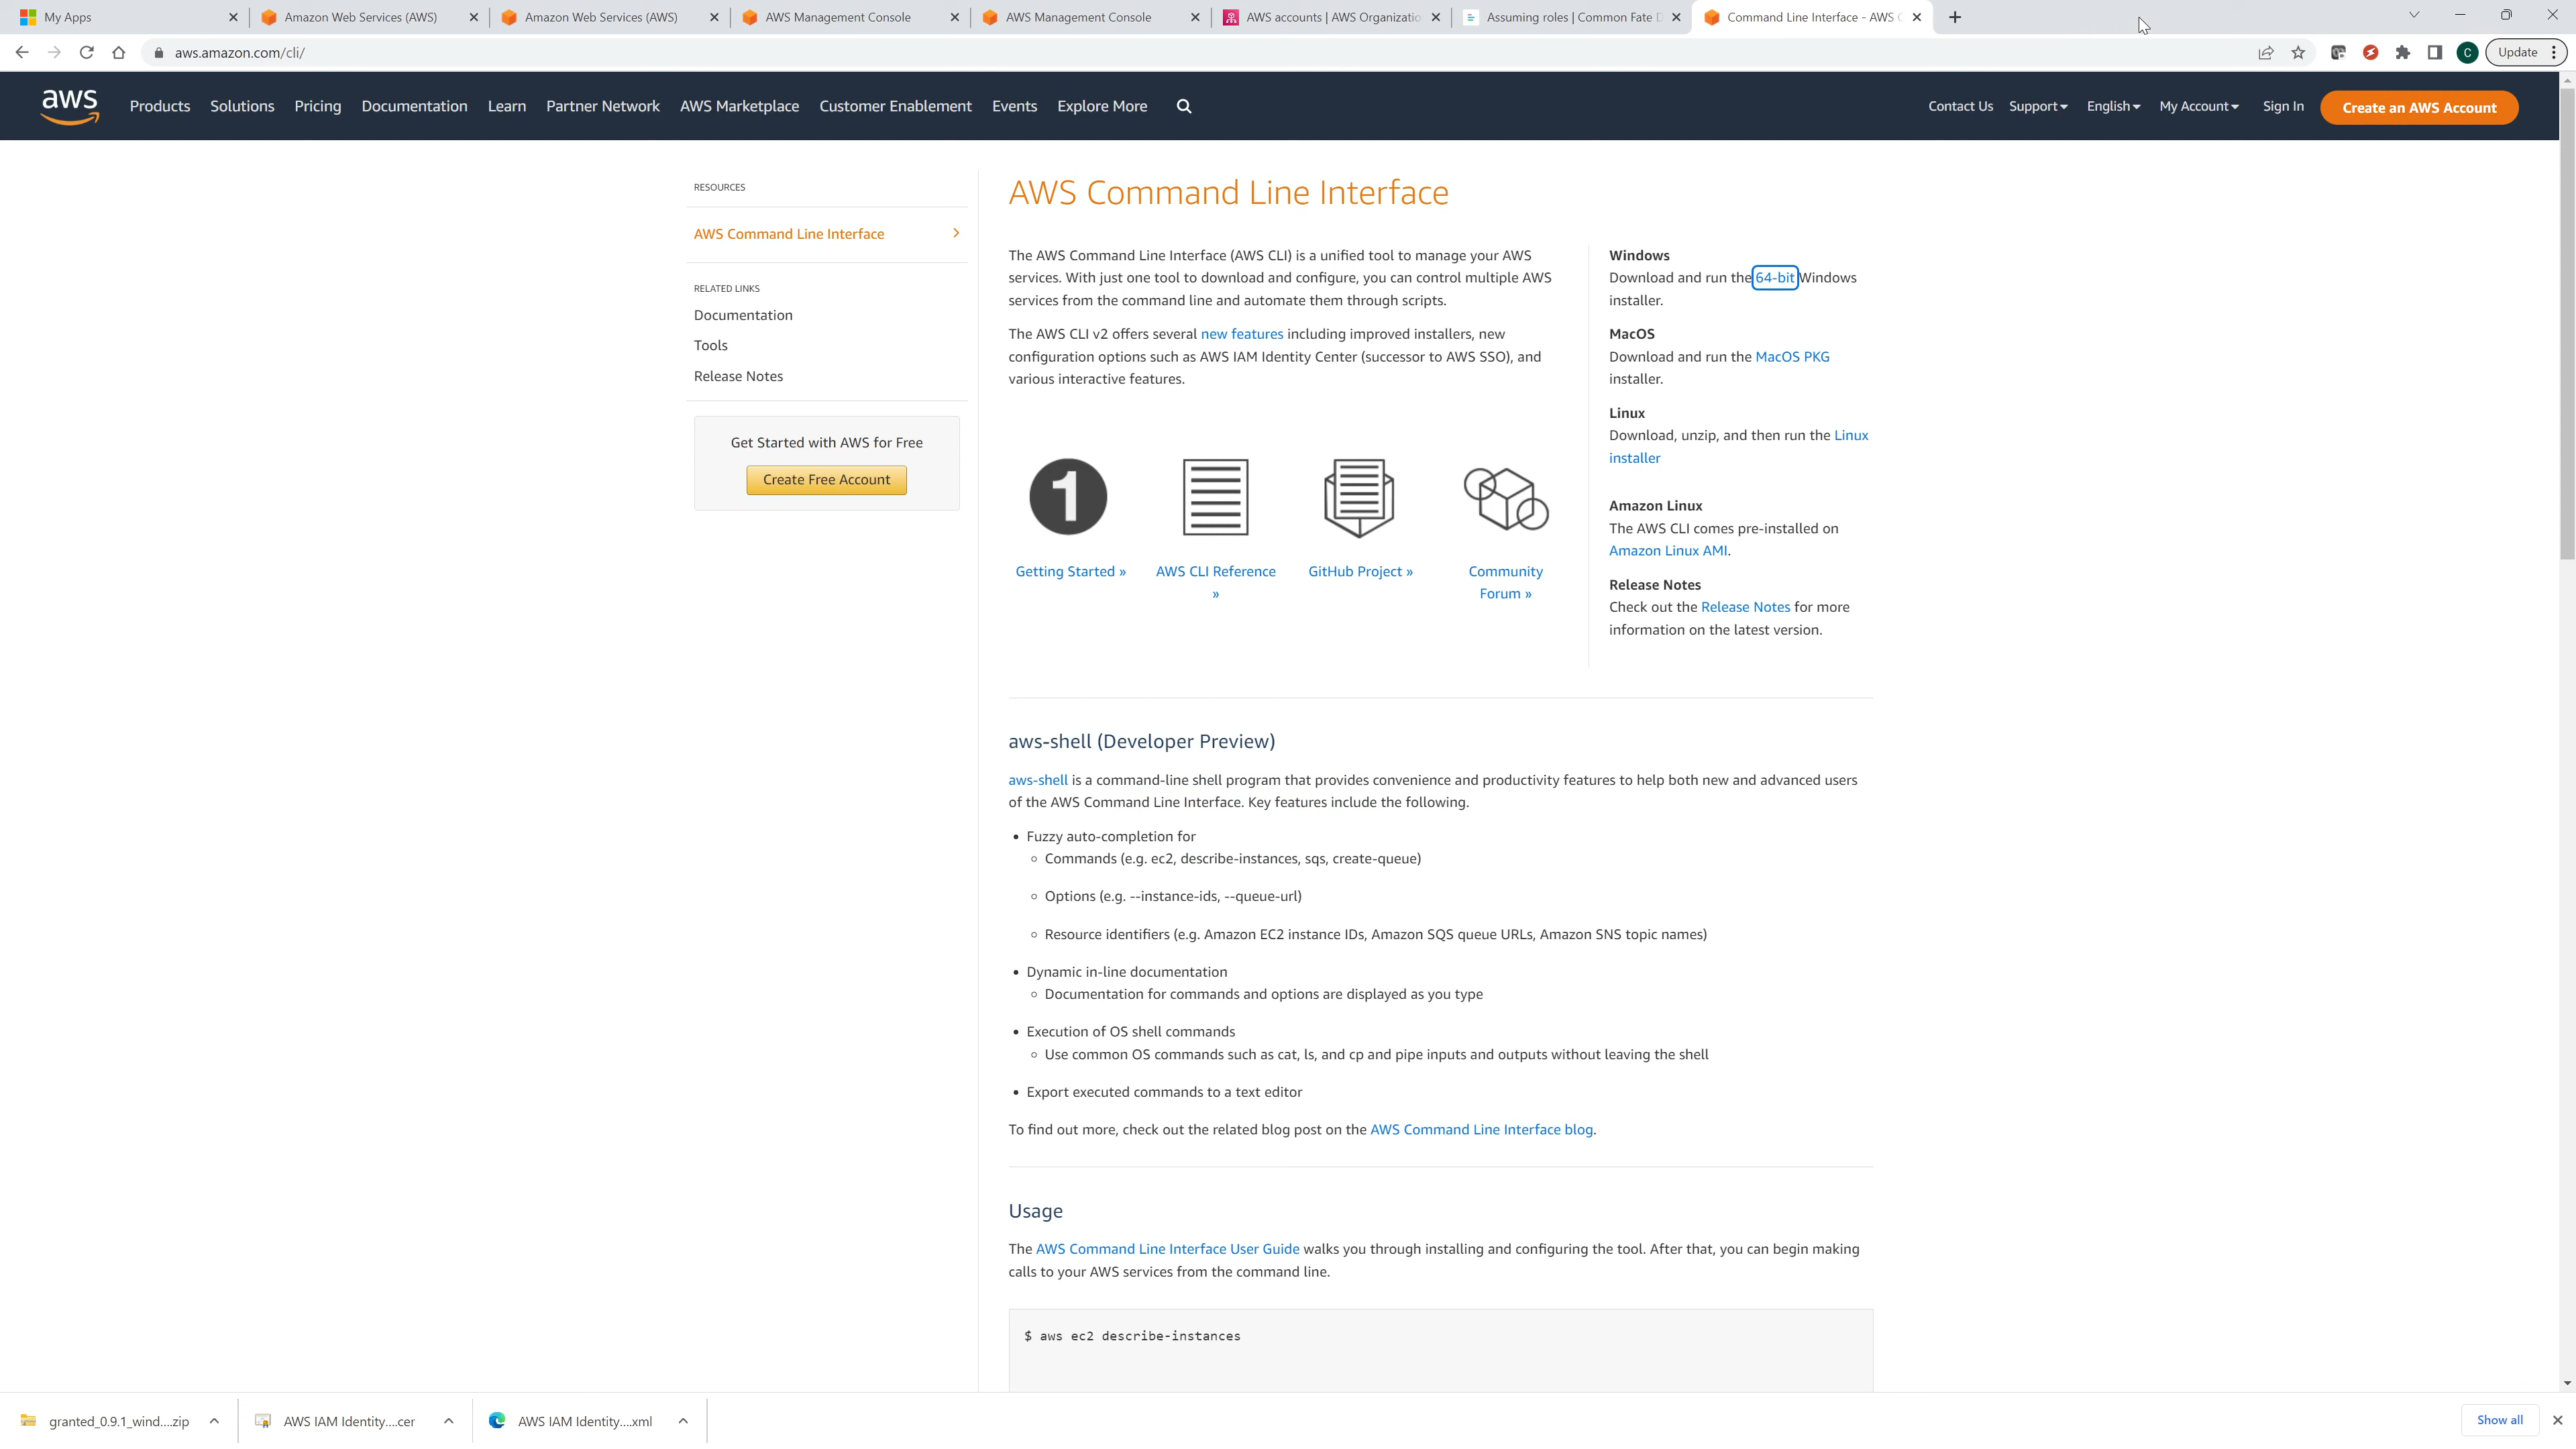 My Apps
Amazon Web Services (AWS)
Amazon Web Services (AWS)
AWS Management Console
AWS Management Console
AWS accounts | AWS Organizatio
Assuming roles | Common Fate D
Command Line Interface - AWS C
aws.amazon.com/cli/
C
Update
aws
Products
Solutions
Pricing
Documentation
Learn
Partner Network
AWS Marketplace
Customer Enablement
Events
Explore More
Contact Us
Support
English
My Account
Sign In
Create an AWS Account
RESOURCES
AWS Command Line Interface
RELATED LINKS
Documentation
Tools
Release Notes
Get Started with AWS for Free
Create Free Account
AWS Command Line Interface
The AWS Command Line Interface (AWS CLI) is a unified tool to manage your AWS
services. With just one tool to download and configure, you can control multiple AWS
services from the command line and automate them through scripts.
The AWS CLI v2 offers several new features including improved installers, new
configuration options such as AWS IAM Identity Center (successor to AWS SSO), and
various interactive features.
1
Getting Started »
AWS CLI Reference
»
GitHub Project »
Community
Forum »
Windows
Download and run the 64-bit Windows
installer.
MacOS
Download and run the MacOS PKG
installer.
Linux
Download, unzip, and then run the Linux
installer
Amazon Linux
The AWS CLI comes pre-installed on
Amazon Linux AMI.
Release Notes
Check out the Release Notes for more
information on the latest version.
aws-shell (Developer Preview)
aws-shell is a command-line shell program that provides convenience and productivity features to help both new and advanced users
of the AWS Command Line Interface. Key features include the following.
• Fuzzy auto-completion for
○ Commands (e.g. ec2, describe-instances, sqs, create-queue)
○ Options (e.g. --instance-ids, --queue-url)
○ Resource identifiers (e.g. Amazon EC2 instance IDs, Amazon SQS queue URLs, Amazon SNS topic names)
• Dynamic in-line documentation
○ Documentation for commands and options are displayed as you type
• Execution of OS shell commands
○ Use common OS commands such as cat, ls, and cp and pipe inputs and outputs without leaving the shell
• Export executed commands to a text editor
To find out more, check out the related blog post on the AWS Command Line Interface blog.
Usage
The AWS Command Line Interface User Guide walks you through installing and configuring the tool. After that, you can begin making
calls to your AWS services from the command line.
$ aws ec2 describe-instances
granted_0.9.1_wind....zip
AWS IAM Identity....cer
AWS IAM Identity....xml
Show all